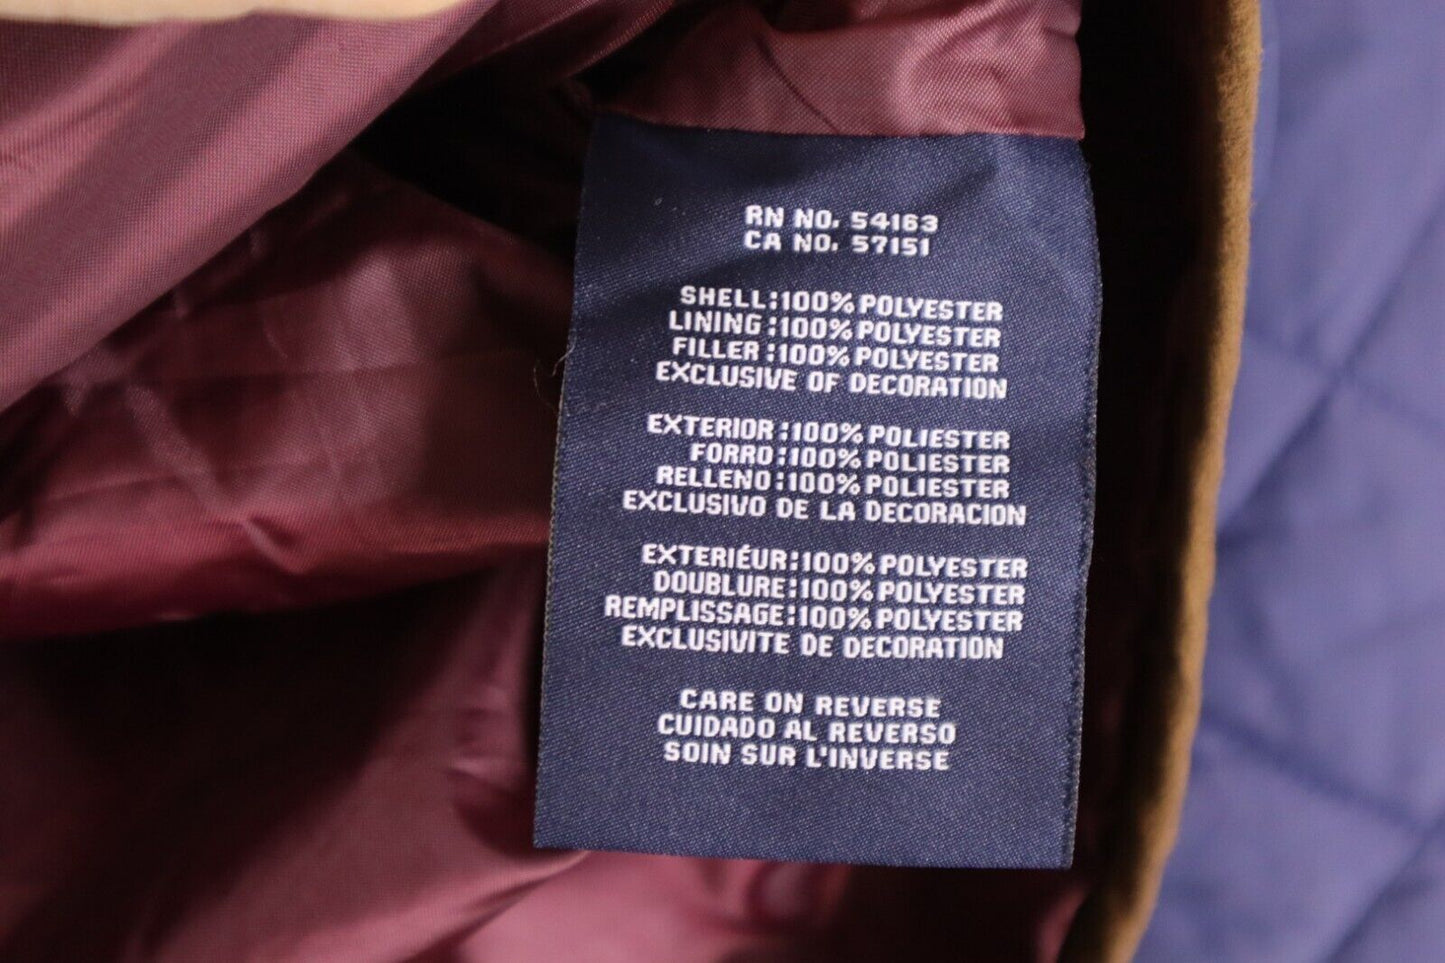 RN NO. 54163
CA NO. 57151
SHELL:100% POLYESTER
LINING:100% POLYESTER
FILLER:100% POLYESTER
EXCLUSIVE OF DECORATION
EXTERIOR:100% POLIESTER
FORRO:100% POLIESTER
RELLENO:100% POLIESTER
EXCLUSIVO DE LA DECORACION
EXTERIÉUR:100% POLYESTER
DOUBLURE:100% POLYESTER
REMPLISSAGE:100% POLYESTER
EXCLUSIVITE DE DECORATION
CARE ON REVERSE
CUIDADO AL REVERSO
SOIN SUR L'INVERSE